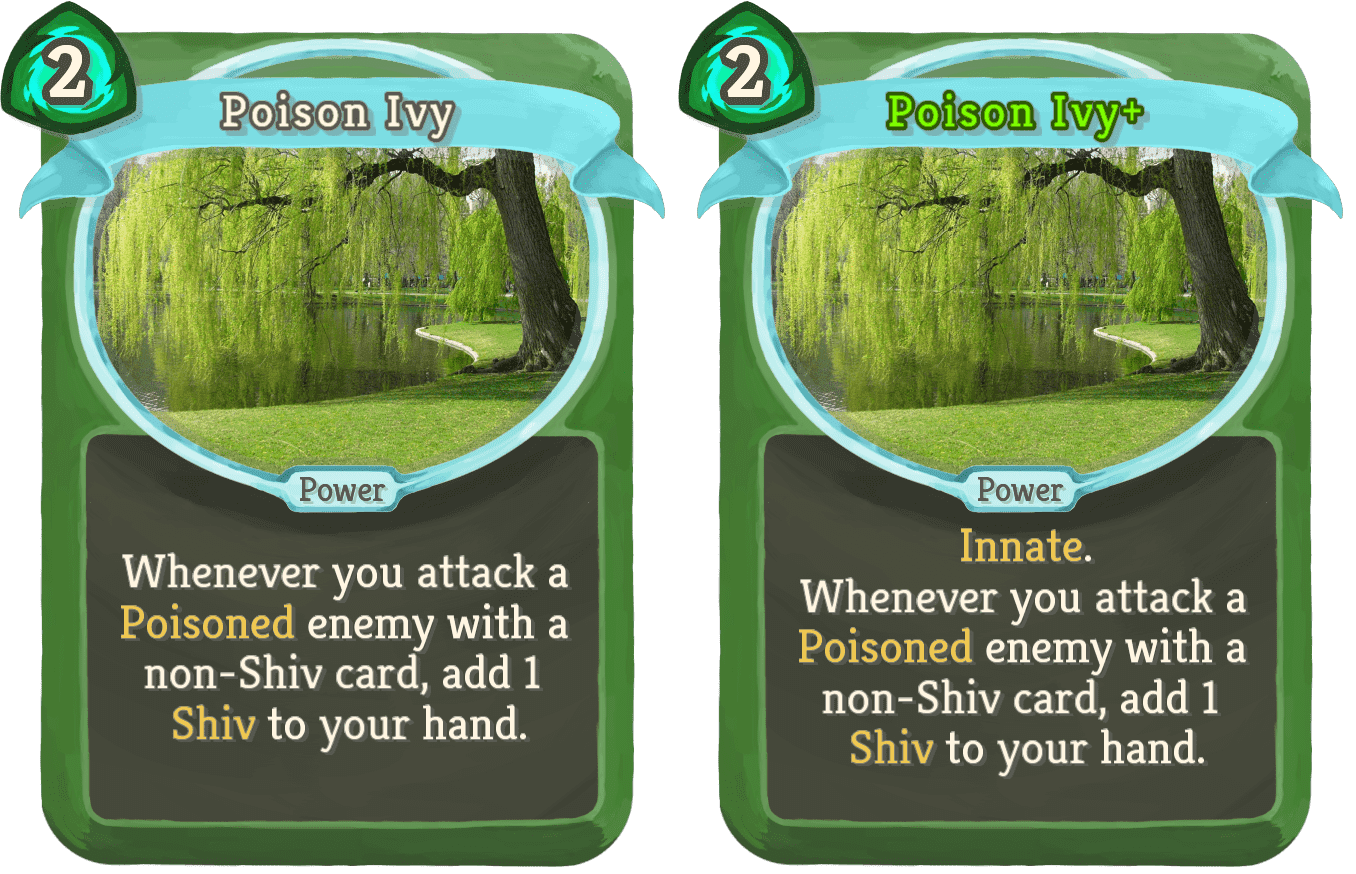 2
Poison Ivy
Power
Whenever you attack a
Poisoned enemy with a
non-Shiv card, add 1
Shiv to your hand.
2
Poison Ivy+
Power
Innate.
Whenever you attack a
Poisoned enemy with a
non-Shiv card, add 1
Shiv to your hand.